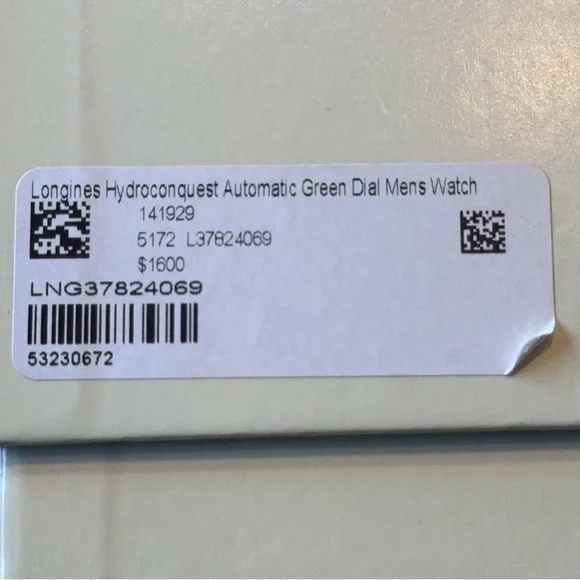 Longines Hydroconquest Automatic Green Dial Mens Watch
141929
5172 L37824069
$1600
LNG37824069
53230672